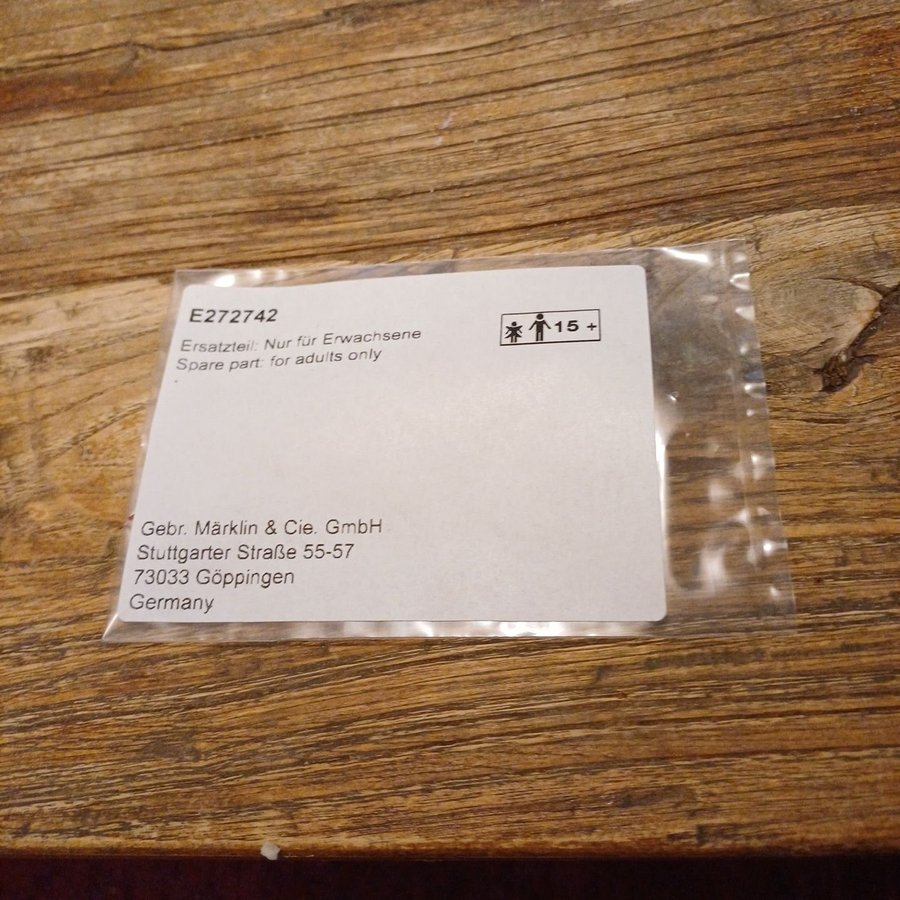 E272742
15 +
Ersatzteil: Nur für Erwachsene
Spare part: for adults only
Gebr. Märklin & Cie. GmbH
Stuttgarter Straße 55-57
73033 Göppingen
Germany